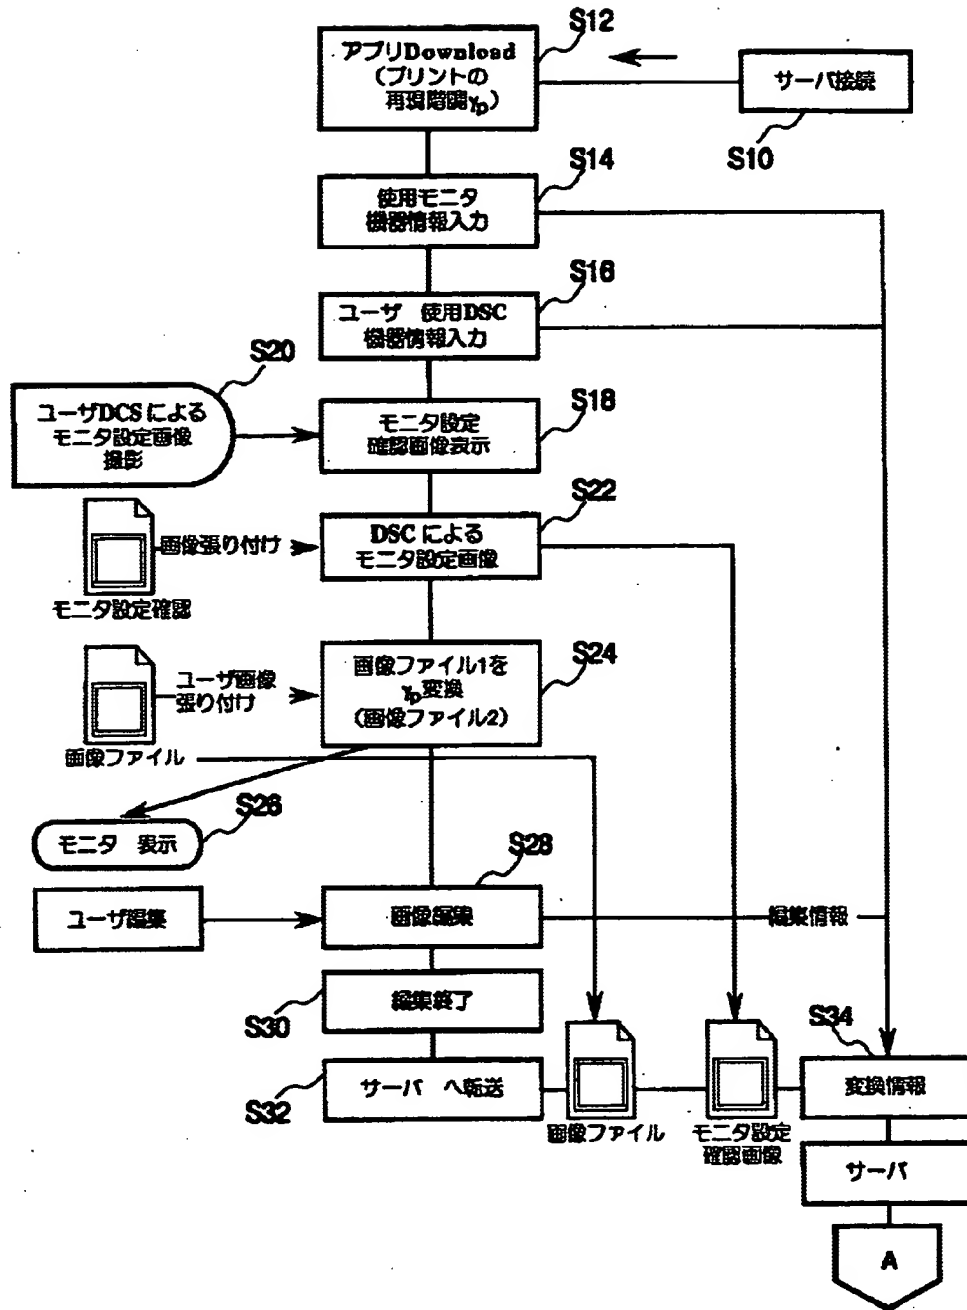 S12
アプリDownload
（プリントの
再現階調γp）
サーバ接続
S10
S14
使用モニタ
機器情報入力
S16
ユーザ 使用DSC
機器情報入力
S20
ユーザDCSによる
モニタ設定画像
撮影
S18
モニタ設定
確認画像表示
S22
画像張り付け
DSCによる
モニタ設定画像
モニタ設定確認
S24
ユーザ画像
張り付け
画像ファイル1を
γp変換
（画像ファイル2）
画像ファイル
S26
モニタ 表示
S28
ユーザ編集
画像編集
編集情報
S30
編集終了
S34
S32
サーバ へ転送
変換情報
画像ファイル
モニタ設定
確認画像
サーバ
A